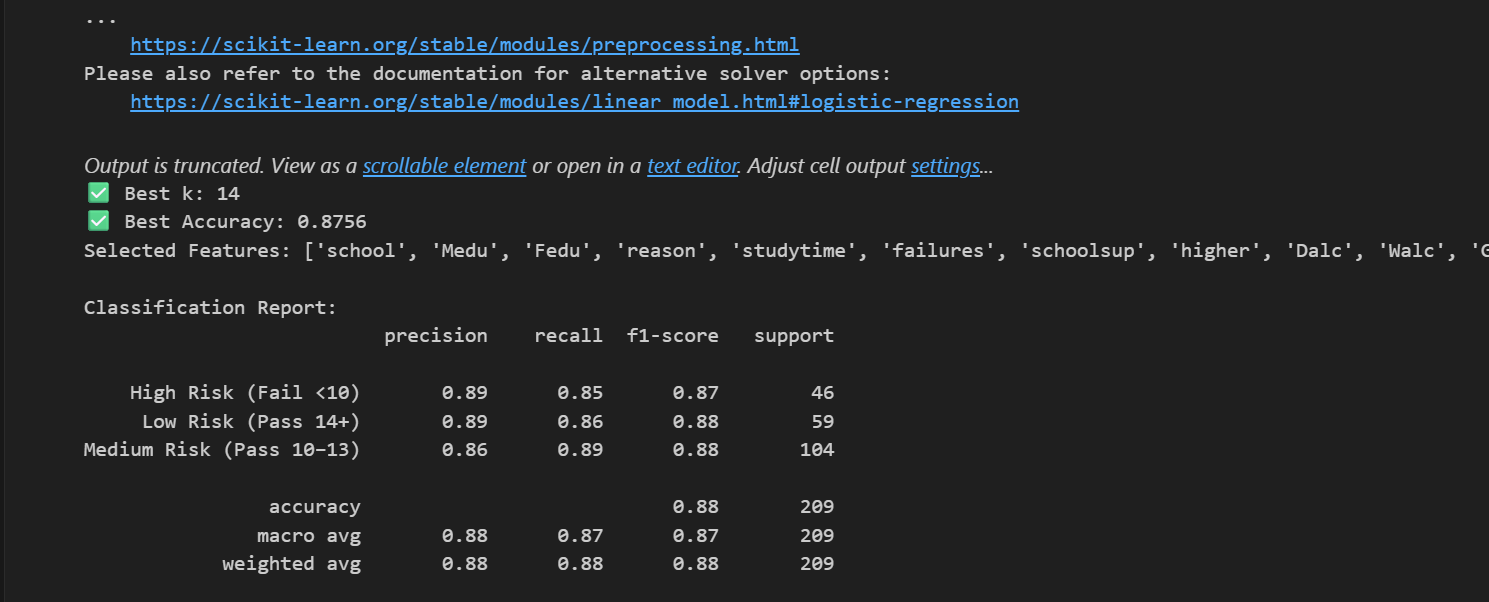 ...
https://scikit-learn.org/stable/modules/preprocessing.html
Please also refer to the documentation for alternative solver options:
https://scikit-learn.org/stable/modules/linear_model.html#logistic-regression
Output is truncated. View as a scrollable element or open in a text editor. Adjust cell output settings...
✅ Best k: 14
✅ Best Accuracy: 0.8756
Selected Features: ['school', 'Medu', 'Fedu', 'reason', 'studytime', 'failures', 'schoolsup', 'higher', 'Dalc', 'Walc', 'G
Classification Report:
precision recall f1-score support
High Risk (Fail <10) 0.89 0.85 0.87 46
Low Risk (Pass 14+) 0.89 0.86 0.88 59
Medium Risk (Pass 10–13) 0.86 0.89 0.88 104
accuracy 0.88 209
macro avg 0.88 0.87 0.87 209
weighted avg 0.88 0.88 0.88 209